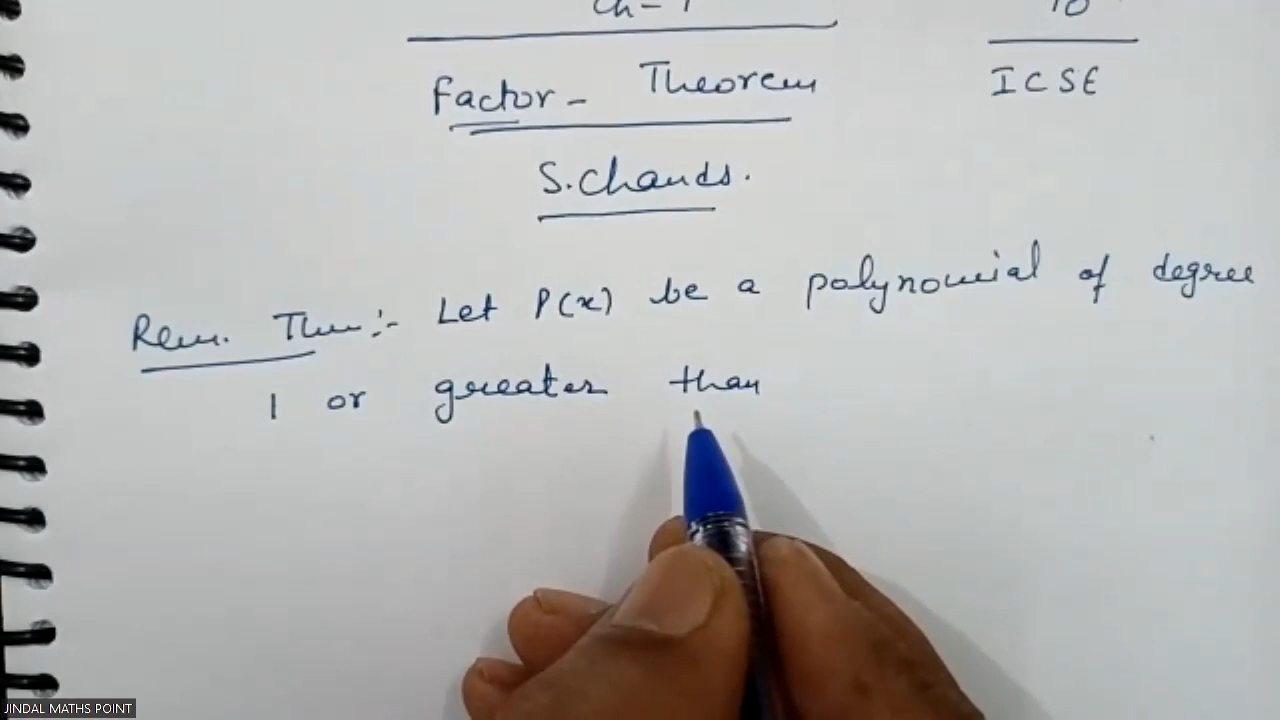 Factor - Theorem
ICSE
S.Chands.
Rem. Thm:- Let P(x) be a polynomial of degree
1 or greater than
JINDAL MATHS POINT